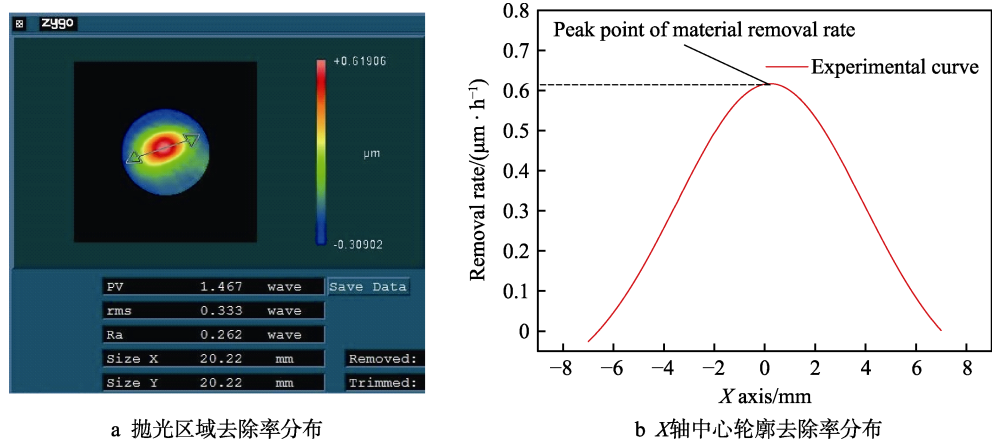 zygo
+0.61906
μm
-0.30902
PV 1.467 wave Save Data
rms 0.333 wave
Ra 0.262 wave
Size X 20.22 mm Removed:
Size Y 20.22 mm Trimmed:
a 抛光区域去除率分布
0.8
0.7
0.6
0.5
0.4
0.3
0.2
0.1
0
Removal rate/(μm · h⁻¹)
Peak point of material removal rate
Experimental curve
−8 −6 −4 −2 0 2 4 6 8
X axis/mm
b X轴中心轮廓去除率分布